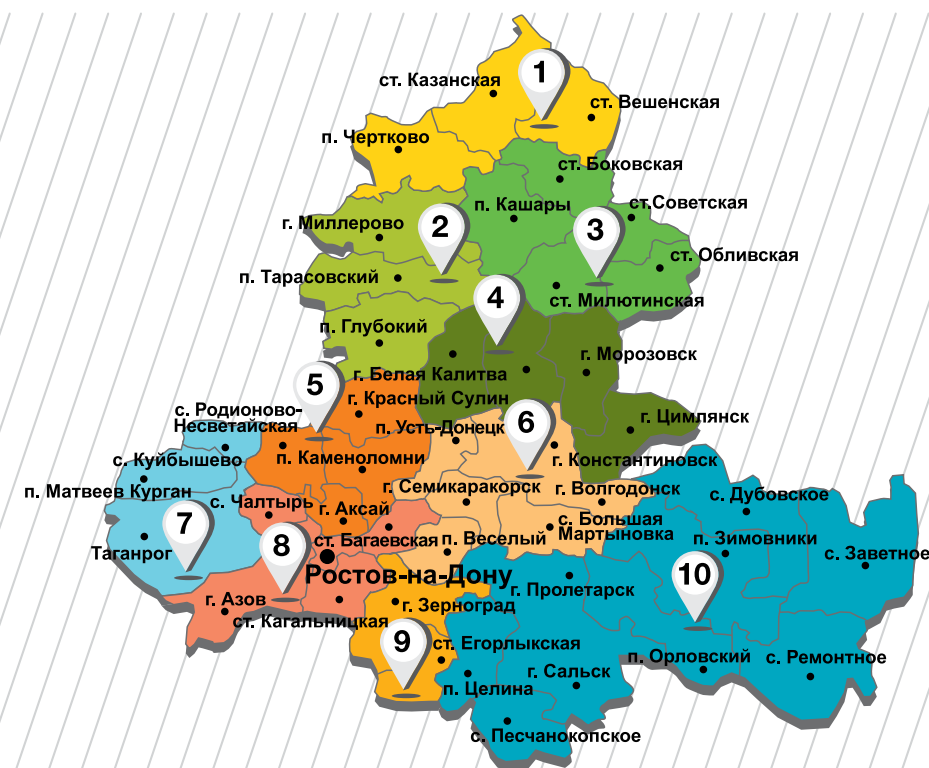 1
ст. Казанская
ст. Вешенская
п. Чертково
ст. Боковская
п. Кашары
ст.Советская
г. Миллерово
2
3
ст. Обливская
п. Тарасовский
4
ст. Милютинская
п. Глубокий
г. Морозовск
г. Белая Калитва
5
г. Красный Сулин
с. Родионово-
Несветайская
г. Цимлянск
п. Усть-Донецк
6
с. Куйбышево
п. Каменоломни
г. Константиновск
п. Матвеев Курган
г. Семикаракорск
г. Волгодонск
с. Дубовское
с. Чалтырь
г. Аксай
7
с. Большая
Мартыновка
ст. Багаевская
п. Веселый
п. Зимовники
Таганрог
8
с. Заветное
Ростов-на-Дону
10
г. Пролетарск
г. Азов
г. Зерноград
ст. Кагальницкая
9
ст. Егорлыкская
п. Орловский
с. Ремонтное
г. Сальск
п. Целина
с. Песчанокопское